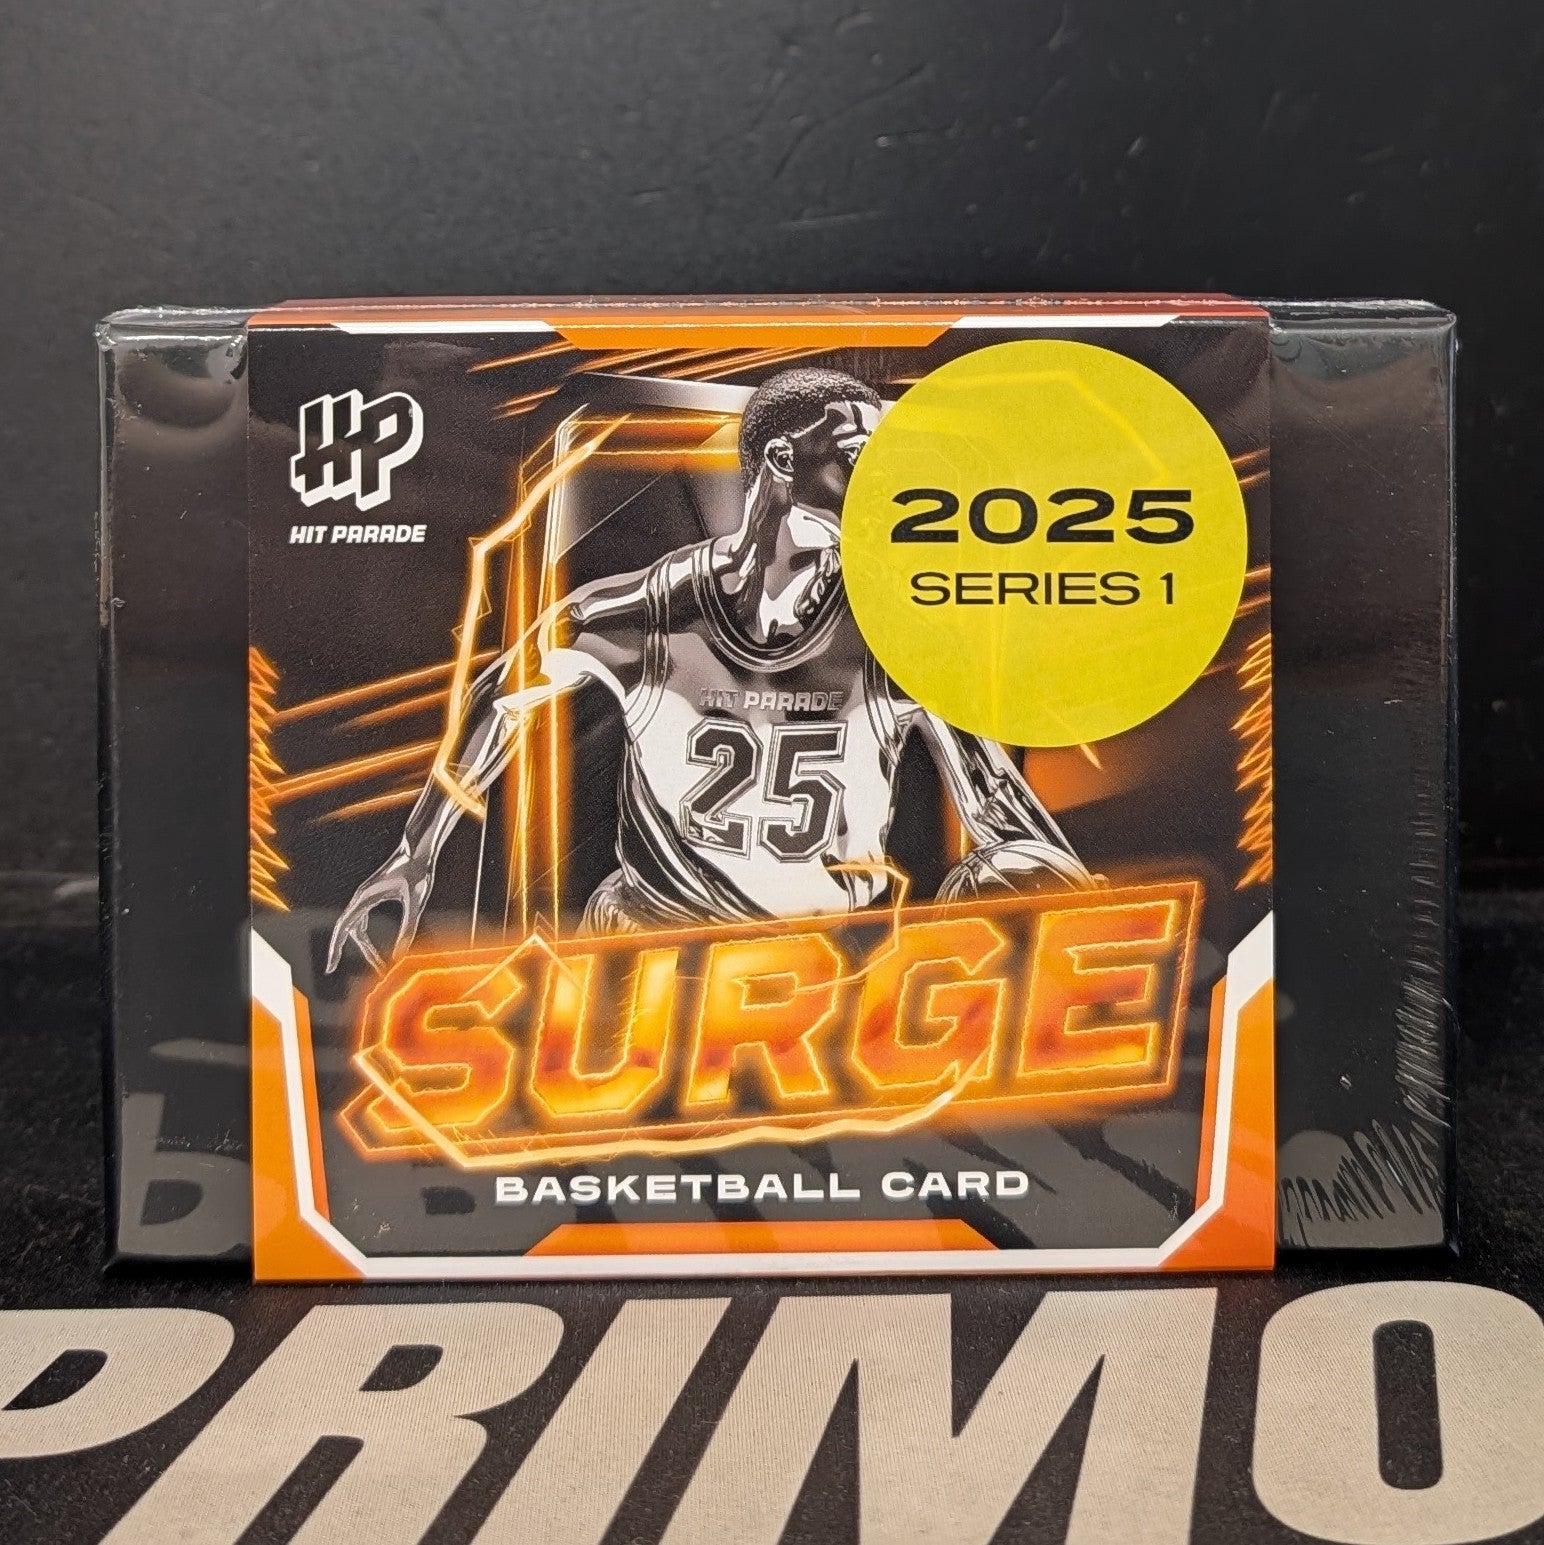 HP
HIT PARADE
2025
SERIES 1
HIT PARADE
25
SURGE
BASKETBALL CARD
PRIMO